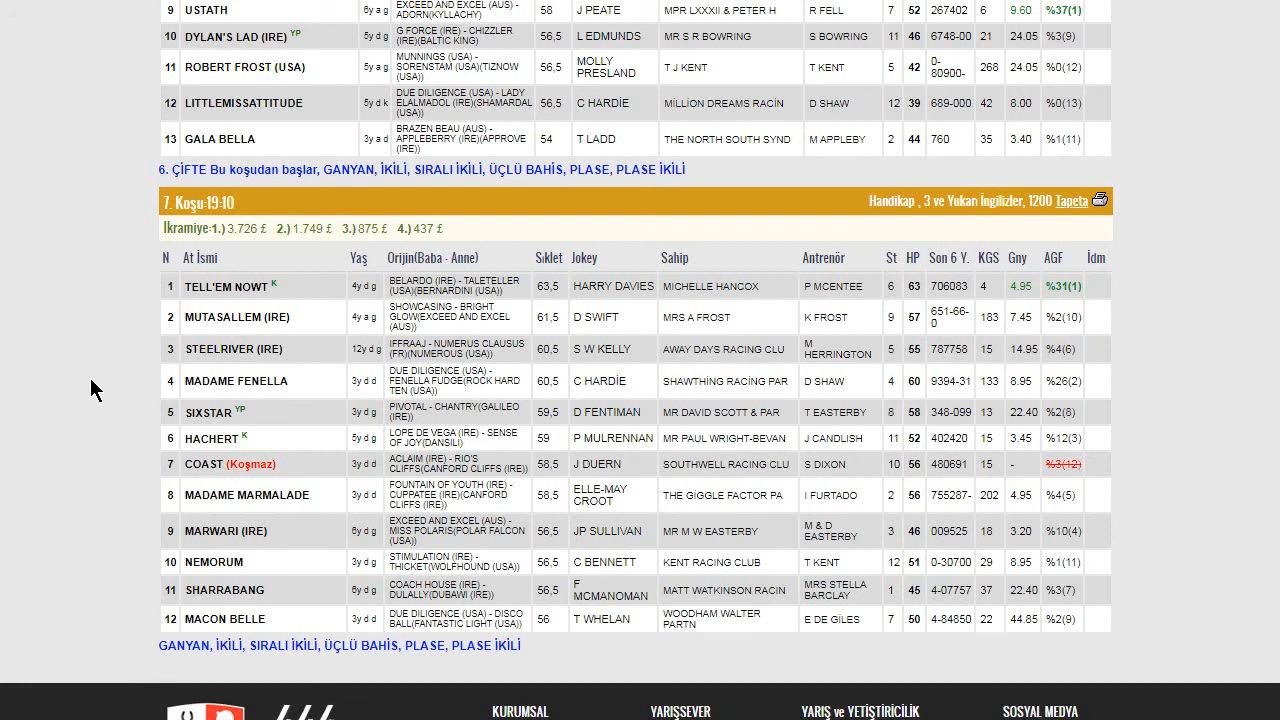 9 USTATH 6y a g EXCEED AND EXCEL (AUS) - ADORN(KYLLACHY) 58 J PEATE MPR LXXXII & PETER H R FELL 7 52 267402 6 9.60 %37(1)
10 DYLAN'S LAD (IRE) YP 5y d g G FORCE (IRE) - CHIZZLER (IRE)(BALTIC KING) 56,5 L EDMUNDS MR S R BOWRING S BOWRING 11 46 6746-00 21 24.05 %3(9)
11 ROBERT FROST (USA) 5y a g MUNNINGS (USA) - SORENSTAM (USA)(TIZNOW (USA)) 56,5 MOLLY PRESLAND T J KENT T KENT 5 42 0-80900- 268 24.05 %0(12)
12 LITTLEMISSATTITUDE 5y d k DUE DILIGENCE (USA) - LADY ELALMADOL (IRE)(SHAMARDAL (USA)) 56,5 C HARDİE MİLLİON DREAMS RACİN D SHAW 12 39 689-000 42 8.00 %0(13)
13 GALA BELLA 3y a d BRAZEN BEAU (AUS) - APPLEBERRY (IRE)(APPROVE (IRE)) 54 T LADD THE NORTH SOUTH SYND M APPLEBY 2 44 760 35 3.40 %1(11)
6. ÇİFTE Bu koşudan başlar, GANYAN, İKİLİ, SIRALI İKİLİ, ÜÇLÜ BAHİS, PLASE, PLASE İKİLİ
7. Koşu:19:10 Handikap , 3 ve Yukarı İngilizler, 1200 Tapeta
İkramiye:1.) 3.726 £ 2.) 1.749 £ 3.) 875 £ 4.) 437 £
N At İsmi Yaş Orijin(Baba - Anne) Sıklet Jokey Sahip Antrenör St HP Son 6 Y. KGS Gny AGF İdm
1 TELL'EM NOWT K 4y d g BELARDO (IRE) - TALETELLER (USA)(BERNARDINI (USA)) 63,5 HARRY DAVIES MICHELLE HANCOX P MCENTEE 6 63 706083 4 4.95 %31(1)
2 MUTASALLEM (IRE) 4y a g SHOWCASING - BRIGHT GLOW(EXCEED AND EXCEL (AUS)) 61,5 D SWIFT MRS A FROST K FROST 9 57 651-66-0 183 7.45 %2(10)
3 STEELRIVER (IRE) 12y d g IFFRAAJ - NUMERUS CLAUSUS (FR)(NUMEROUS (USA)) 60,5 S W KELLY AWAY DAYS RACING CLU M HERRINGTON 5 55 787758 15 14.95 %4(6)
4 MADAME FENELLA 3y d d DUE DILIGENCE (USA) - FENELLA FUDGE(ROCK HARD TEN (USA)) 60,5 C HARDİE SHAWTHİNG RACİNG PAR D SHAW 4 60 9394-31 133 8.95 %26(2)
5 SIXSTAR YP 3y d g PIVOTAL - CHANTRY(GALILEO (IRE)) 59,5 D FENTIMAN MR DAVID SCOTT & PAR T EASTERBY 8 58 348-099 13 22.40 %2(8)
6 HACHERT K 5y d g LOPE DE VEGA (IRE) - SENSE OF JOY(DANSILI) 59 P MULRENNAN MR PAUL WRIGHT-BEVAN J CANDLISH 11 52 402420 15 3.45 %12(3)
7 COAST (Koşmaz) 3y d d ACLAIM (IRE) - RIO'S CLIFFS(CANFORD CLIFFS (IRE)) 58,5 J DUERN SOUTHWELL RACING CLU S DIXON 10 56 480691 15 - %3(12)
8 MADAME MARMALADE 3y d d FOUNTAIN OF YOUTH (IRE) - CUPPATEE (IRE)(CANFORD CLIFFS (IRE)) 58,5 ELLE-MAY CROOT THE GİGGLE FACTOR PA I FURTADO 2 56 755287- 202 4.95 %4(5)
9 MARWARI (IRE) 6y d g EXCEED AND EXCEL (AUS) - MISS POLARIS(POLAR FALCON (USA)) 56,5 JP SULLIVAN MR M W EASTERBY M & D EASTERBY 3 46 009525 18 3.20 %10(4)
10 NEMORUM 3y d g STIMULATION (IRE) - THICKET(WOLFHOUND (USA)) 56,5 C BENNETT KENT RACING CLUB T KENT 12 51 0-30700 29 8.95 %1(11)
11 SHARRABANG 6y d g COACH HOUSE (IRE) - DULALLY(DUBAWI (IRE)) 56,5 F MCMANOMAN MATT WATKINSON RACIN MRS STELLA BARCLAY 1 45 4-07757 37 22.40 %3(7)
12 MACON BELLE 3y d d DUE DILIGENCE (USA) - DISCO BALL(FANTASTIC LIGHT (USA)) 56 T WHELAN WOODHAM WALTER PARTN E DE GİLES 7 50 4-84850 22 44.85 %2(9)
GANYAN, İKİLİ, SIRALI İKİLİ, ÜÇLÜ BAHİS, PLASE, PLASE İKİLİ
KURUMSAL YARIŞSEVER YARIŞ ve YETİŞTİRİCİLİK SOSYAL MEDYA